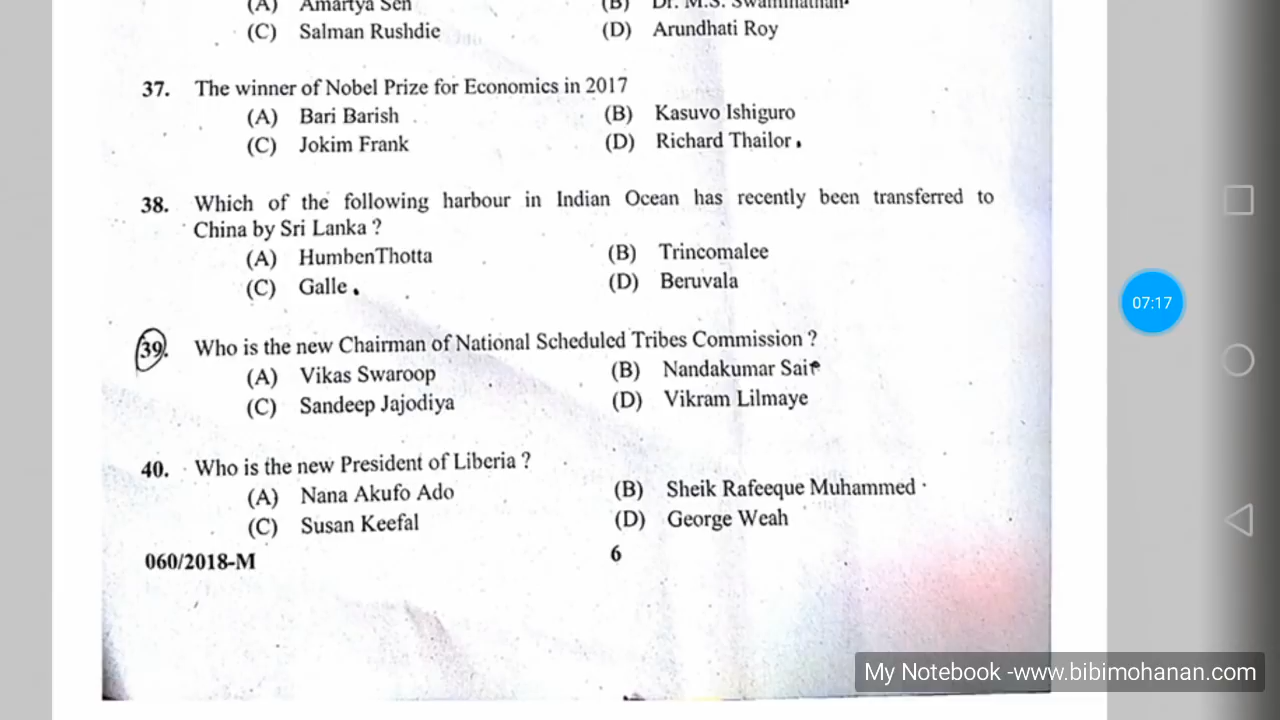 (A) Amartya Sen (B) Dr. M.S. Swaminathan
(C) Salman Rushdie (D) Arundhati Roy
37. The winner of Nobel Prize for Economics in 2017
(A) Bari Barish (B) Kasuvo Ishiguro
(C) Jokim Frank (D) Richard Thailor
38. Which of the following harbour in Indian Ocean has recently been transferred to
China by Sri Lanka ?
(A) HumbenThotta (B) Trincomalee
(C) Galle (D) Beruvala
39. Who is the new Chairman of National Scheduled Tribes Commission ?
(A) Vikas Swaroop (B) Nandakumar Sai
(C) Sandeep Jajodiya (D) Vikram Lilmaye
40. Who is the new President of Liberia ?
(A) Nana Akufo Ado (B) Sheik Rafeeque Muhammed
(C) Susan Keefal (D) George Weah
060/2018-M 6
07:17
My Notebook -www.bibimohanan.com